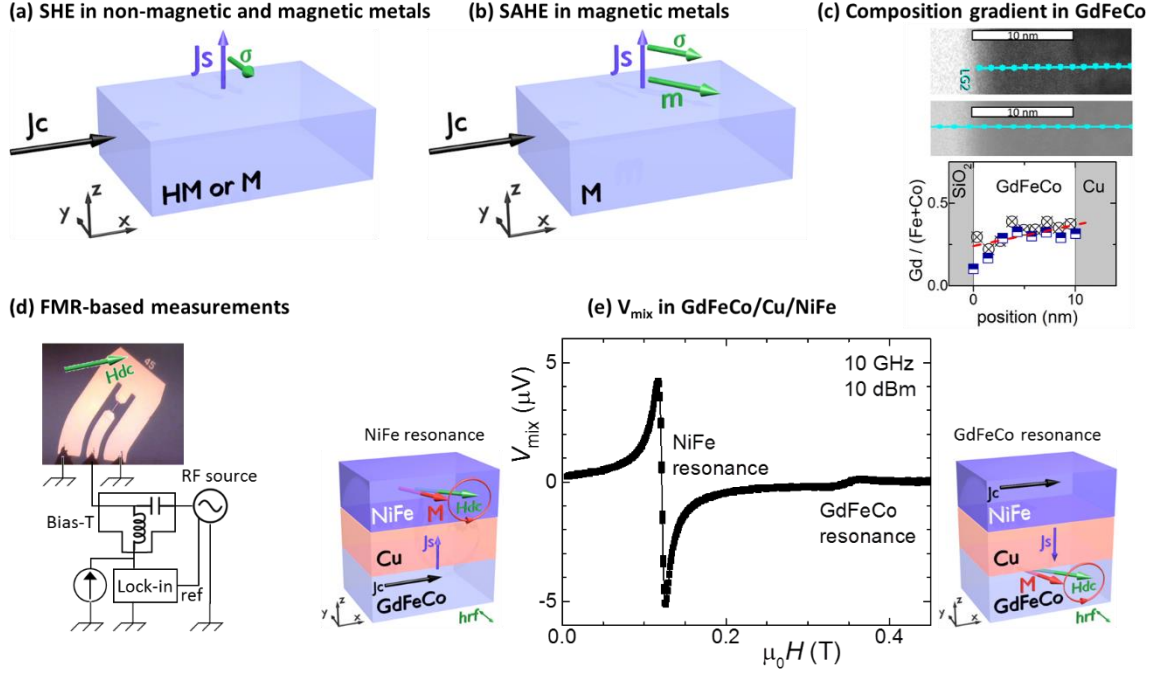 (a) SHE in non-magnetic and magnetic metals
Js
σ
Jc
HM or M
z
y
x
(b) SAHE in magnetic metals
Js
σ
m
Jc
M
z
y
x
(c) Composition gradient in GdFeCo
10 nm
LG2
10 nm
SiO₂
GdFeCo
Cu
0.5
0.0
Gd / (Fe+Co)
0
10
position (nm)
(d) FMR-based measurements
45
Hdc
RF source
Bias-T
Lock-in
ref
NiFe resonance
M
Hdc
NiFe
Cu
Js
Jc
GdFeCo
z
y
x
hrf
(e) Vmix in GdFeCo/Cu/NiFe
10 GHz
10 dBm
5
0
-5
Vmix (μV)
NiFe
resonance
GdFeCo
resonance
0.0
0.2
0.4
μ₀H (T)
GdFeCo resonance
Jc
NiFe
Cu
Js
M
Hdc
GdFeCo
z
y
x
hrf